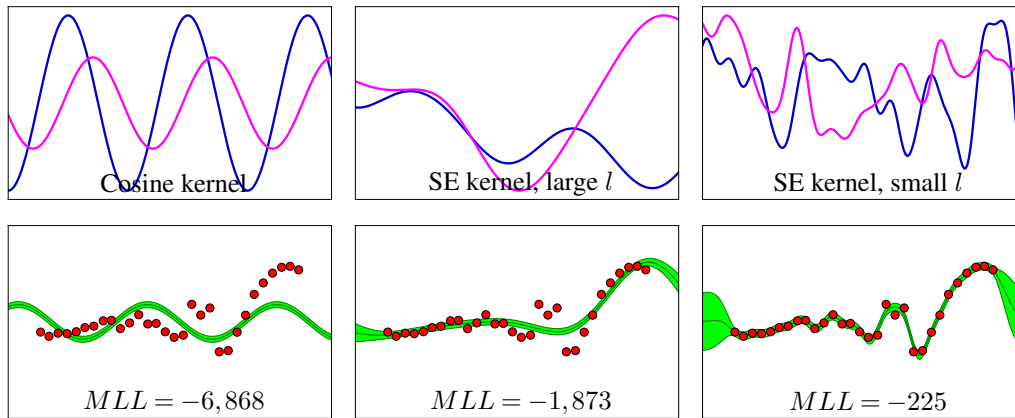 Cosine kernel
SE kernel, large l
SE kernel, small l
MLL = −6, 868
MLL = −1, 873
MLL = −225